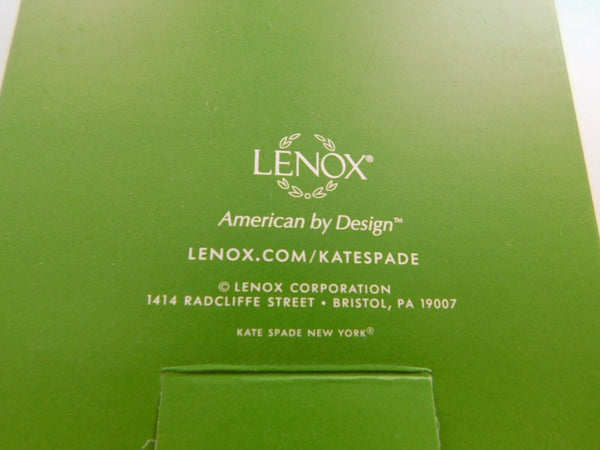 LENOX®
American by Design™
LENOX.COM/KATESPADE
© LENOX CORPORATION
1414 RADCLIFFE STREET • BRISTOL, PA 19007
KATE SPADE NEW YORK®